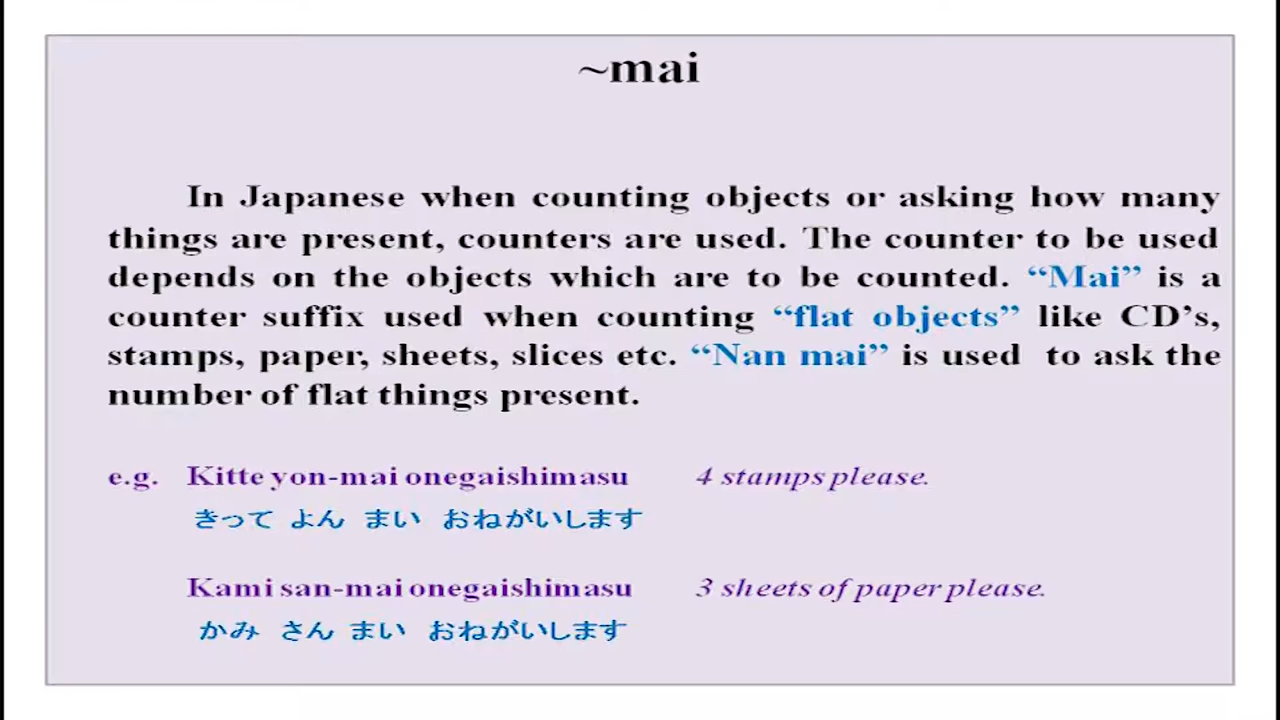 ~mai
In Japanese when counting objects or asking how many
things are present, counters are used. The counter to be used
depends on the objects which are to be counted. “Mai” is a
counter suffix used when counting “flat objects” like CD’s,
stamps, paper, sheets, slices etc. “Nan mai” is used to ask the
number of flat things present.
e.g. Kitte yon-mai onegaishimasu 4 stamps please.
きって よん まい おねがいします
Kami san-mai onegaishimasu 3 sheets of paper please.
かみ さん まい おねがいします